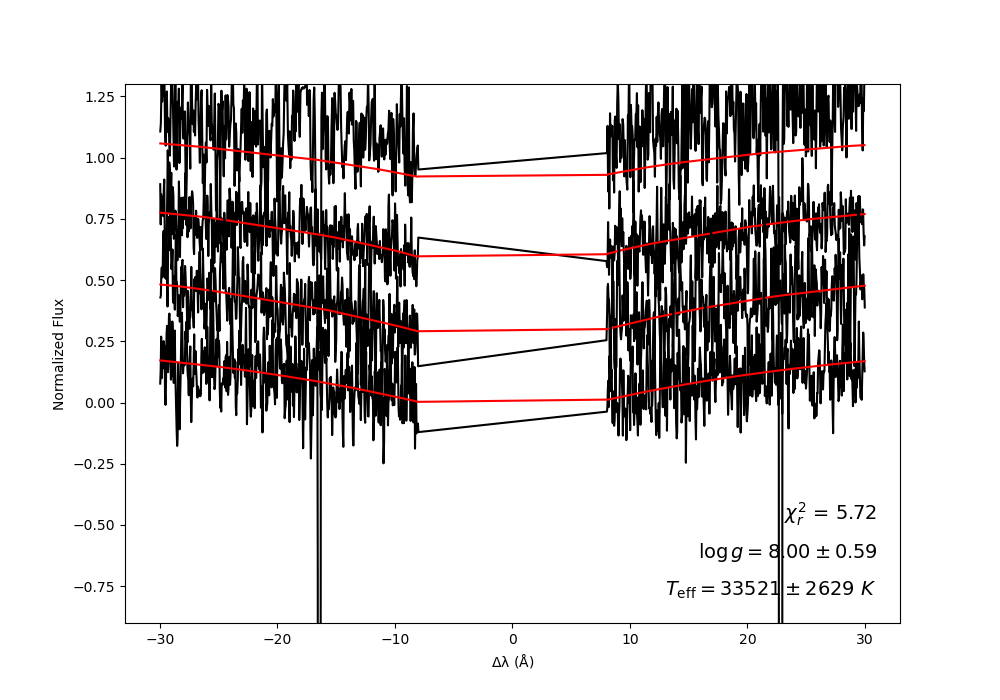 1.25
1.00
0.75
0.50
0.25
0.00
−0.25
−0.50
−0.75
Normalized Flux
χ²ᵣ = 5.72
log g = 8.00 ± 0.59
T_eff = 33521 ± 2629 K
−30 −20 −10 0 10 20 30
Δλ (Å)